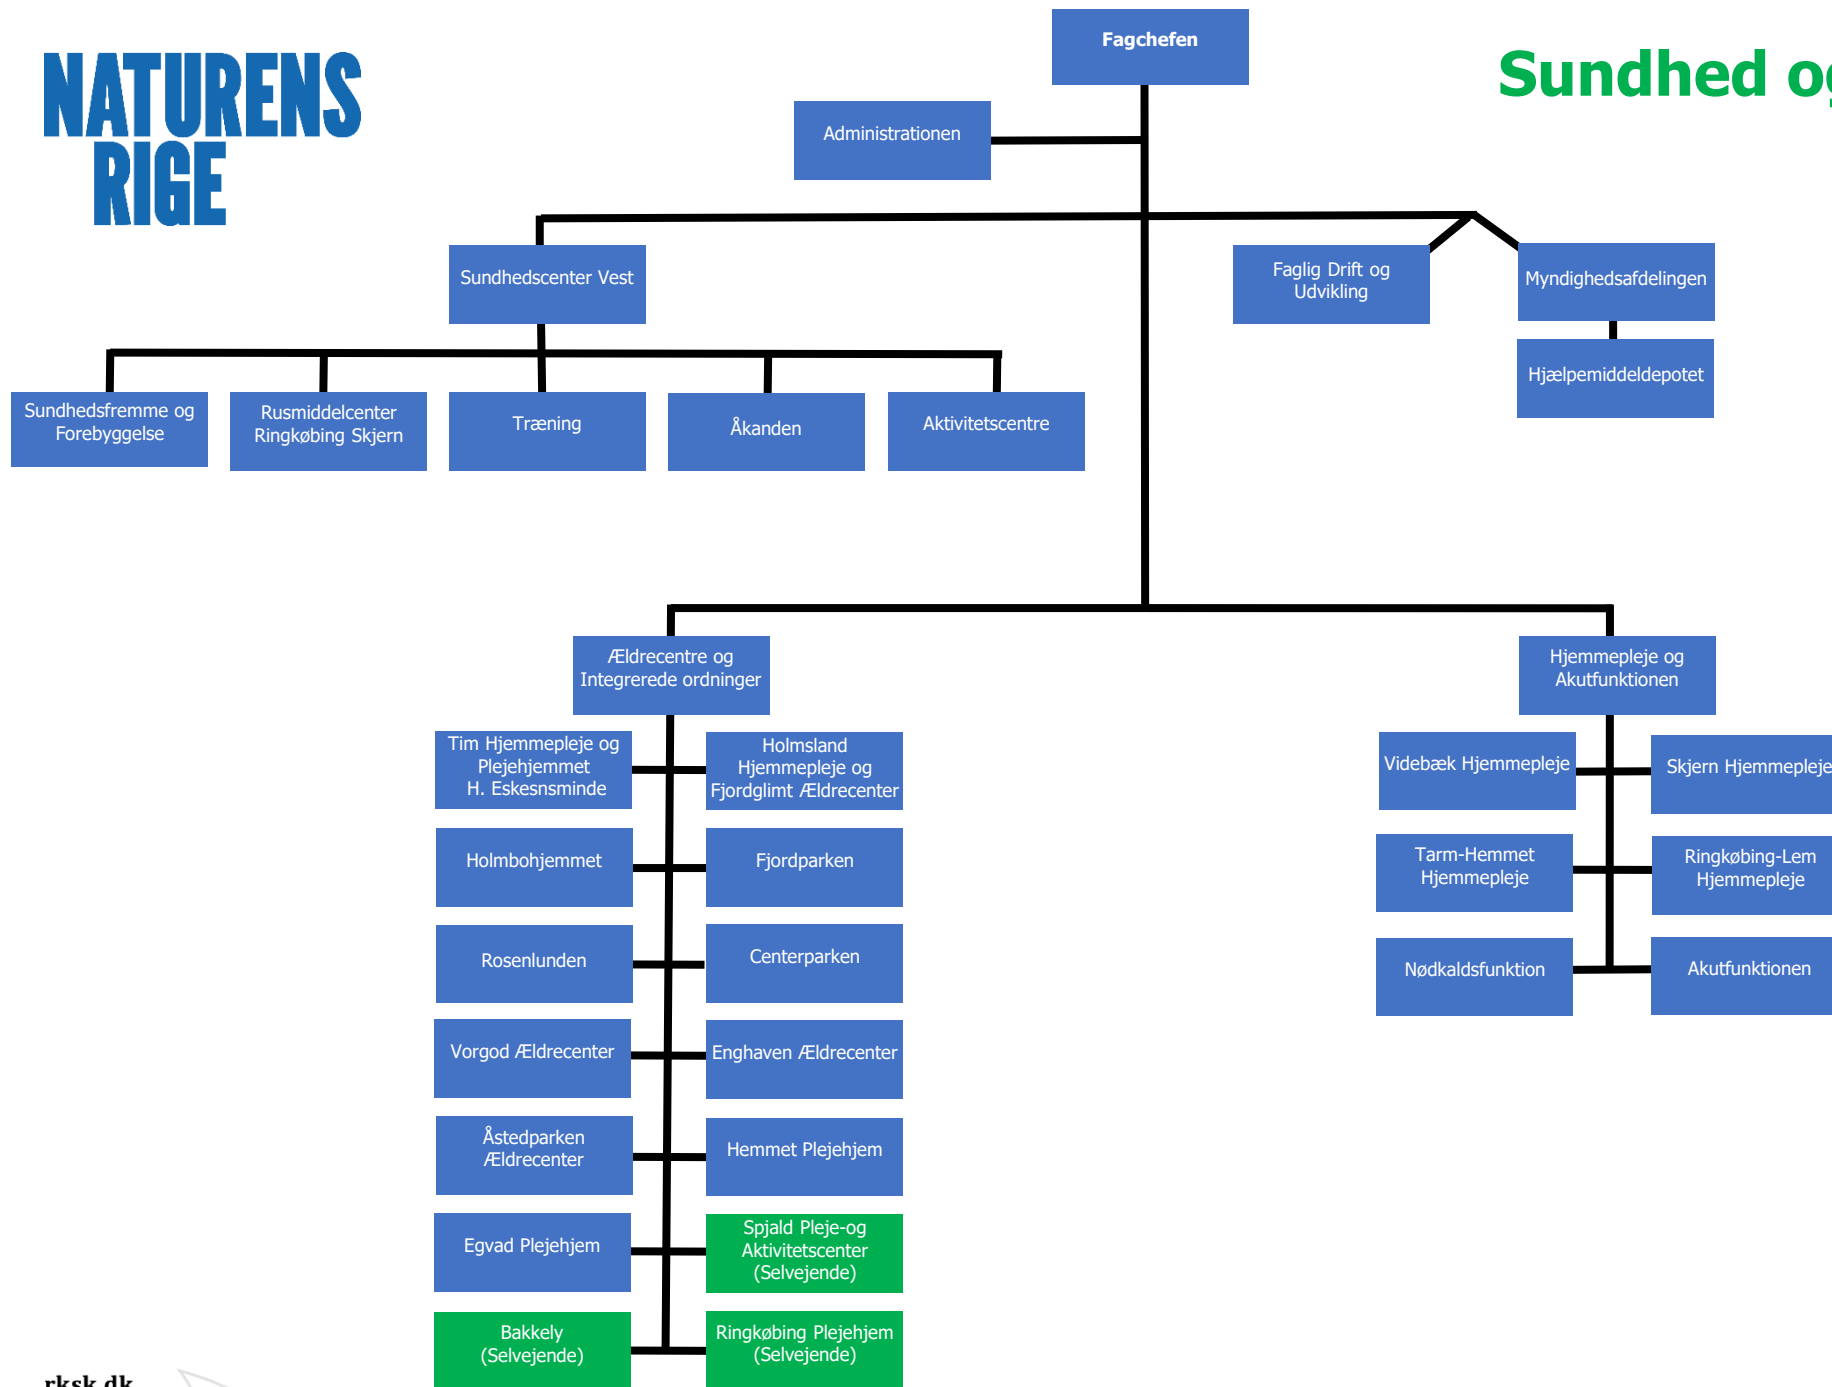 NATURENS
RIGE
Fagchefen
Sundhed og
Administrationen
Sundhedscenter Vest
Faglig Drift og
Udvikling
Myndighedsafdelingen
Hjælpemiddeldepotet
Sundhedsfremme og
Forebyggelse
Rusmiddelcenter
Ringkøbing Skjern
Træning
Åkanden
Aktivitetscentre
Ældrecentre og
Integrerede ordninger
Hjemmepleje og
Akutfunktionen
Tim Hjemmepleje og
Plejehjemmet
H. Eskesnsminde
Holmsland
Hjemmepleje og
Fjordglimt Ældrecenter
Videbæk Hjemmepleje
Skjern Hjemmepleje
Holmbohjemmet
Fjordparken
Tarm-Hemmet
Hjemmepleje
Ringkøbing-Lem
Hjemmepleje
Rosenlunden
Centerparken
Nødkaldsfunktion
Akutfunktionen
Vorgod Ældrecenter
Enghaven Ældrecenter
Åstedparken
Ældrecenter
Hemmet Plejehjem
Egvad Plejehjem
Spjald Pleje-og
Aktivitetscenter
(Selvejende)
Bakkely
(Selvejende)
Ringkøbing Plejehjem
(Selvejende)
rksk.dk